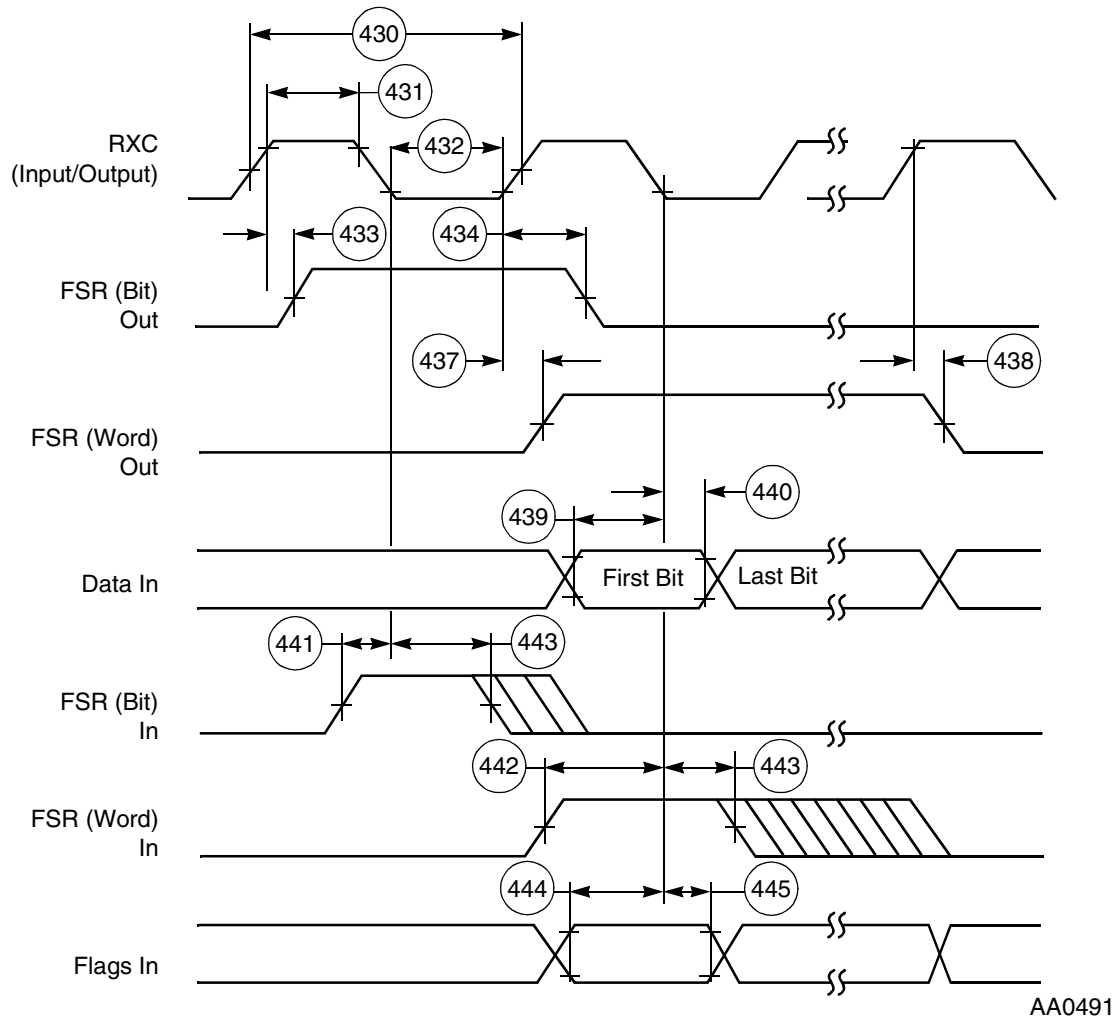 430
431
RXC
(Input/Output)
432
433
434
FSR (Bit)
Out
437
438
FSR (Word)
Out
439
440
Data In
First Bit
Last Bit
441
443
FSR (Bit)
In
442
443
FSR (Word)
In
444
445
Flags In
AA0491